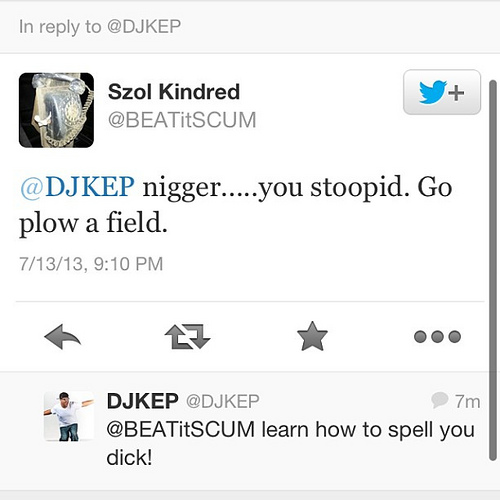 In reply to @DJKEP
Szol Kindred
@BEATitSCUM
@DJKEP nigger.....you stoopid. Go
plow a field.
7/13/13, 9:10 PM
DJKEP @DJKEP 7m
@BEATitSCUM learn how to spell you
dick!